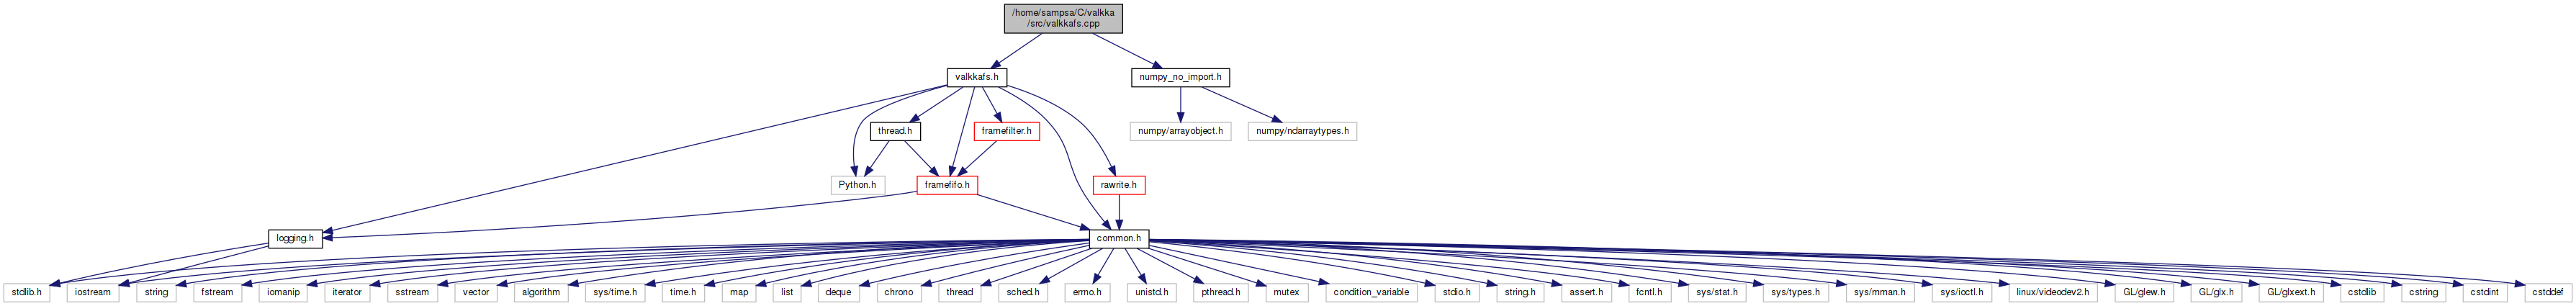 /home/sampsa/C/valkka
/src/valkkafs.cpp
valkkafs.h
numpy_no_import.h
thread.h
framefilter.h
numpy/arrayobject.h
numpy/ndarraytypes.h
Python.h
framefifo.h
rawrite.h
logging.h
common.h
stdlib.h
iostream
string
fstream
iomanip
iterator
sstream
vector
algorithm
sys/time.h
time.h
map
list
deque
chrono
thread
sched.h
errno.h
unistd.h
pthread.h
mutex
condition_variable
stdio.h
string.h
assert.h
fcntl.h
sys/stat.h
sys/types.h
sys/mman.h
sys/ioctl.h
linux/videodev2.h
GL/glew.h
GL/glx.h
GL/glxext.h
cstdlib
cstring
cstdint
cstddef